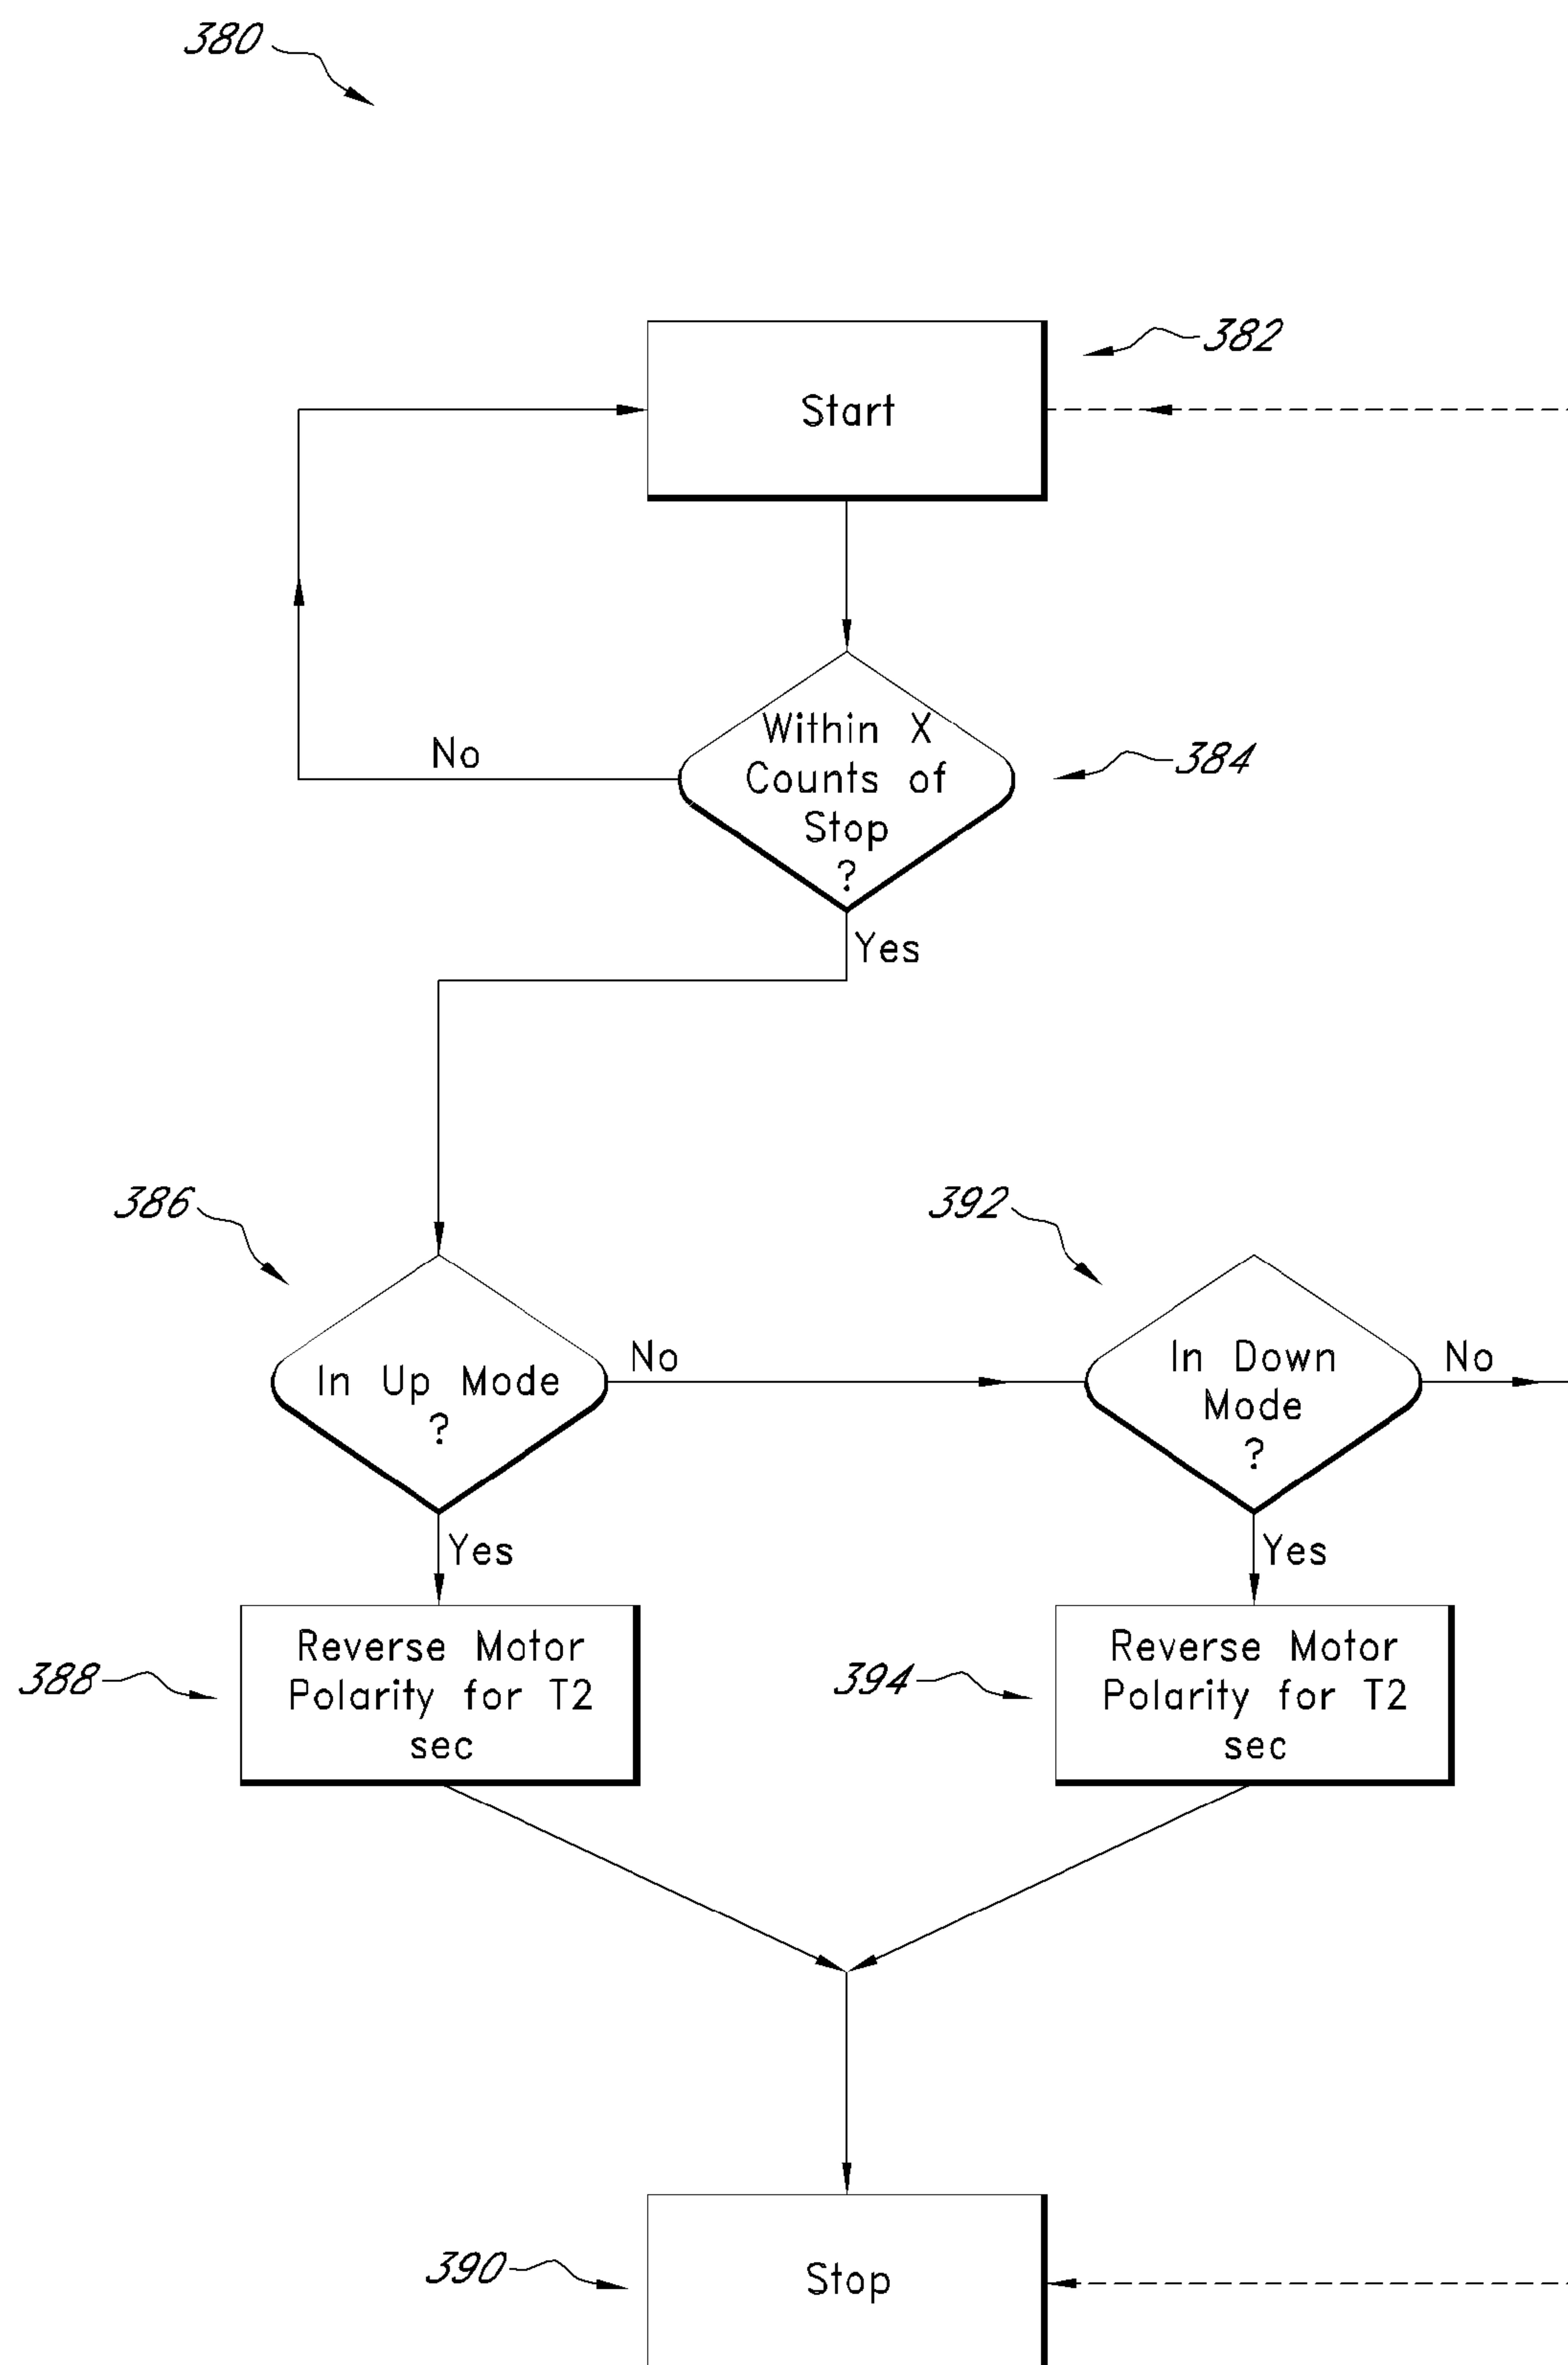 380
382
Start
Within X
Counts of
Stop
?
384
No
Yes
386
392
In Up Mode
?
No
In Down
Mode
?
No
Yes
Yes
388
Reverse Motor
Polarity for T2
sec
394
Reverse Motor
Polarity for T2
sec
390
Stop